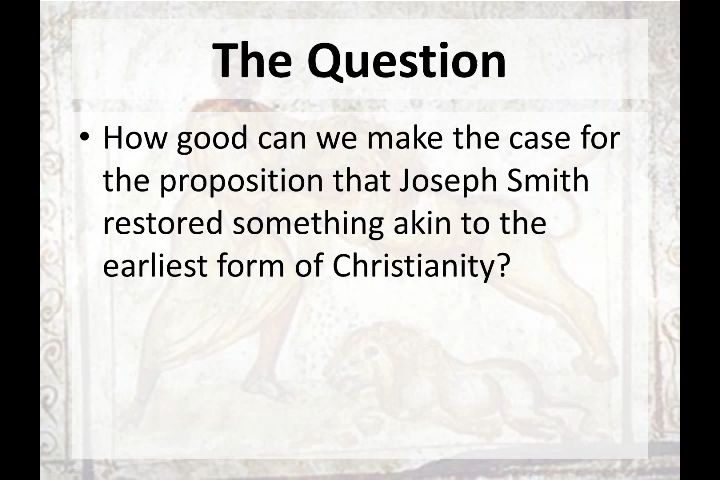 The Question
• How good can we make the case for
the proposition that Joseph Smith
restored something akin to the
earliest form of Christianity?